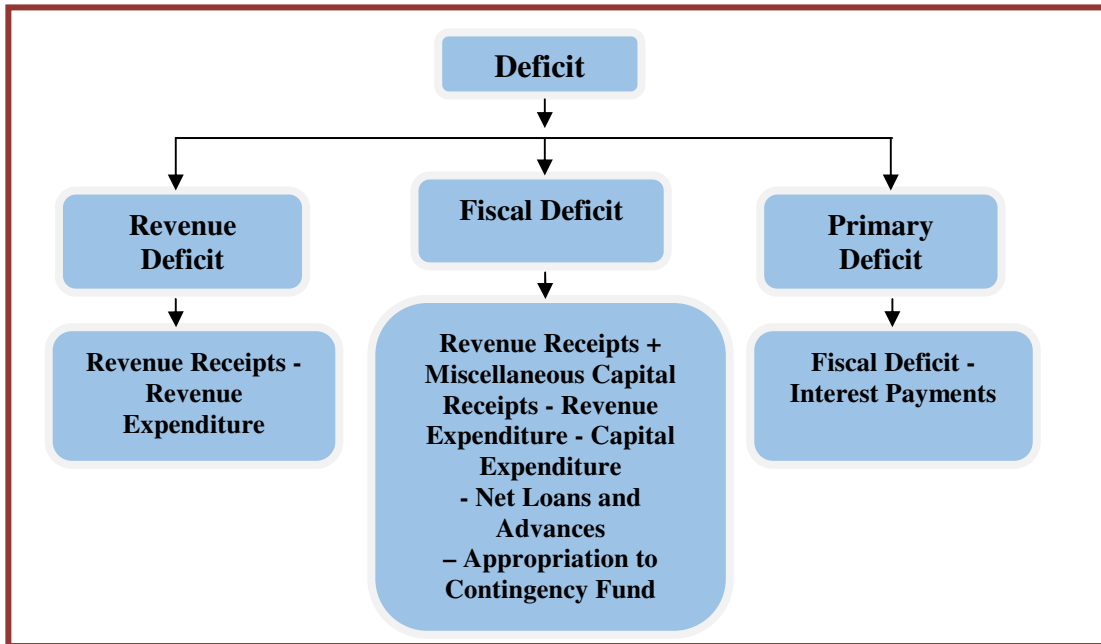 Deficit
Revenue
Deficit
Fiscal Deficit
Primary
Deficit
Revenue Receipts -
Revenue
Expenditure
Revenue Receipts +
Miscellaneous Capital
Receipts - Revenue
Expenditure - Capital
Expenditure
- Net Loans and
Advances
– Appropriation to
Contingency Fund
Fiscal Deficit -
Interest Payments